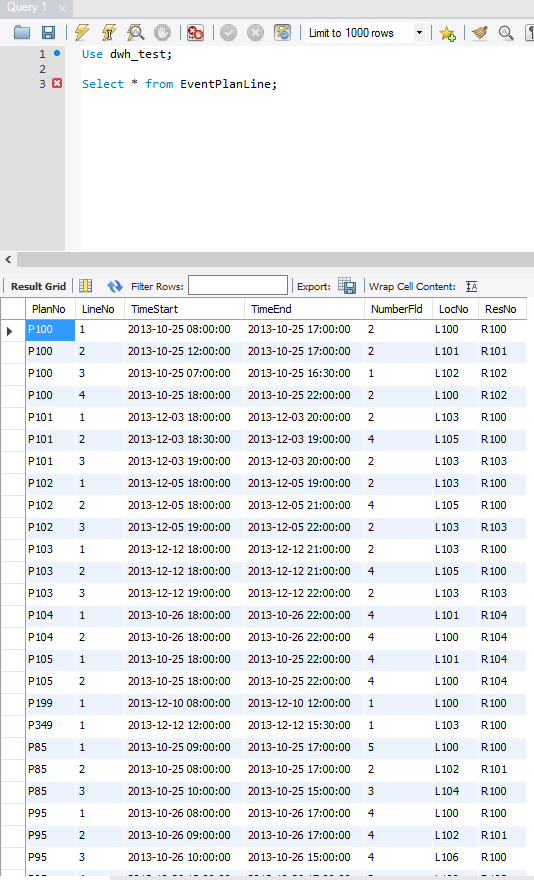 Query 1
Limit to 1000 rows
1 Use dwh_test;
2
3 Select * from EventPlanLine;
Result Grid Filter Rows: Export: Wrap Cell Content:
PlanNo LineNo TimeStart TimeEnd NumberFld LocNo ResNo
P100 1 2013-10-25 08:00:00 2013-10-25 17:00:00 2 L100 R100
P100 2 2013-10-25 12:00:00 2013-10-25 17:00:00 2 L101 R101
P100 3 2013-10-25 07:00:00 2013-10-25 16:30:00 1 L102 R102
P100 4 2013-10-25 18:00:00 2013-10-25 22:00:00 2 L100 R102
P101 1 2013-12-03 18:00:00 2013-12-03 20:00:00 2 L103 R100
P101 2 2013-12-03 18:30:00 2013-12-03 19:00:00 4 L105 R100
P101 3 2013-12-03 19:00:00 2013-12-03 20:00:00 2 L103 R103
P102 1 2013-12-05 18:00:00 2013-12-05 19:00:00 2 L103 R100
P102 2 2013-12-05 18:00:00 2013-12-05 21:00:00 4 L105 R100
P102 3 2013-12-05 19:00:00 2013-12-05 22:00:00 2 L103 R103
P103 1 2013-12-12 18:00:00 2013-12-12 21:00:00 2 L103 R100
P103 2 2013-12-12 18:00:00 2013-12-12 21:00:00 4 L105 R100
P103 3 2013-12-12 19:00:00 2013-12-12 22:00:00 2 L103 R103
P104 1 2013-10-26 18:00:00 2013-10-26 22:00:00 4 L101 R104
P104 2 2013-10-26 18:00:00 2013-10-26 22:00:00 4 L100 R104
P105 1 2013-10-25 18:00:00 2013-10-25 22:00:00 4 L101 R104
P105 2 2013-10-25 18:00:00 2013-10-25 22:00:00 4 L100 R104
P199 1 2013-12-10 08:00:00 2013-12-10 12:00:00 1 L100 R100
P349 1 2013-12-12 12:00:00 2013-12-12 15:30:00 1 L103 R100
P85 1 2013-10-25 09:00:00 2013-10-25 17:00:00 5 L100 R100
P85 2 2013-10-25 08:00:00 2013-10-25 17:00:00 2 L102 R101
P85 3 2013-10-25 10:00:00 2013-10-25 15:00:00 3 L104 R100
P95 1 2013-10-26 08:00:00 2013-10-26 17:00:00 4 L100 R100
P95 2 2013-10-26 09:00:00 2013-10-26 17:00:00 4 L102 R101
P95 3 2013-10-26 10:00:00 2013-10-26 15:00:00 4 L106 R100